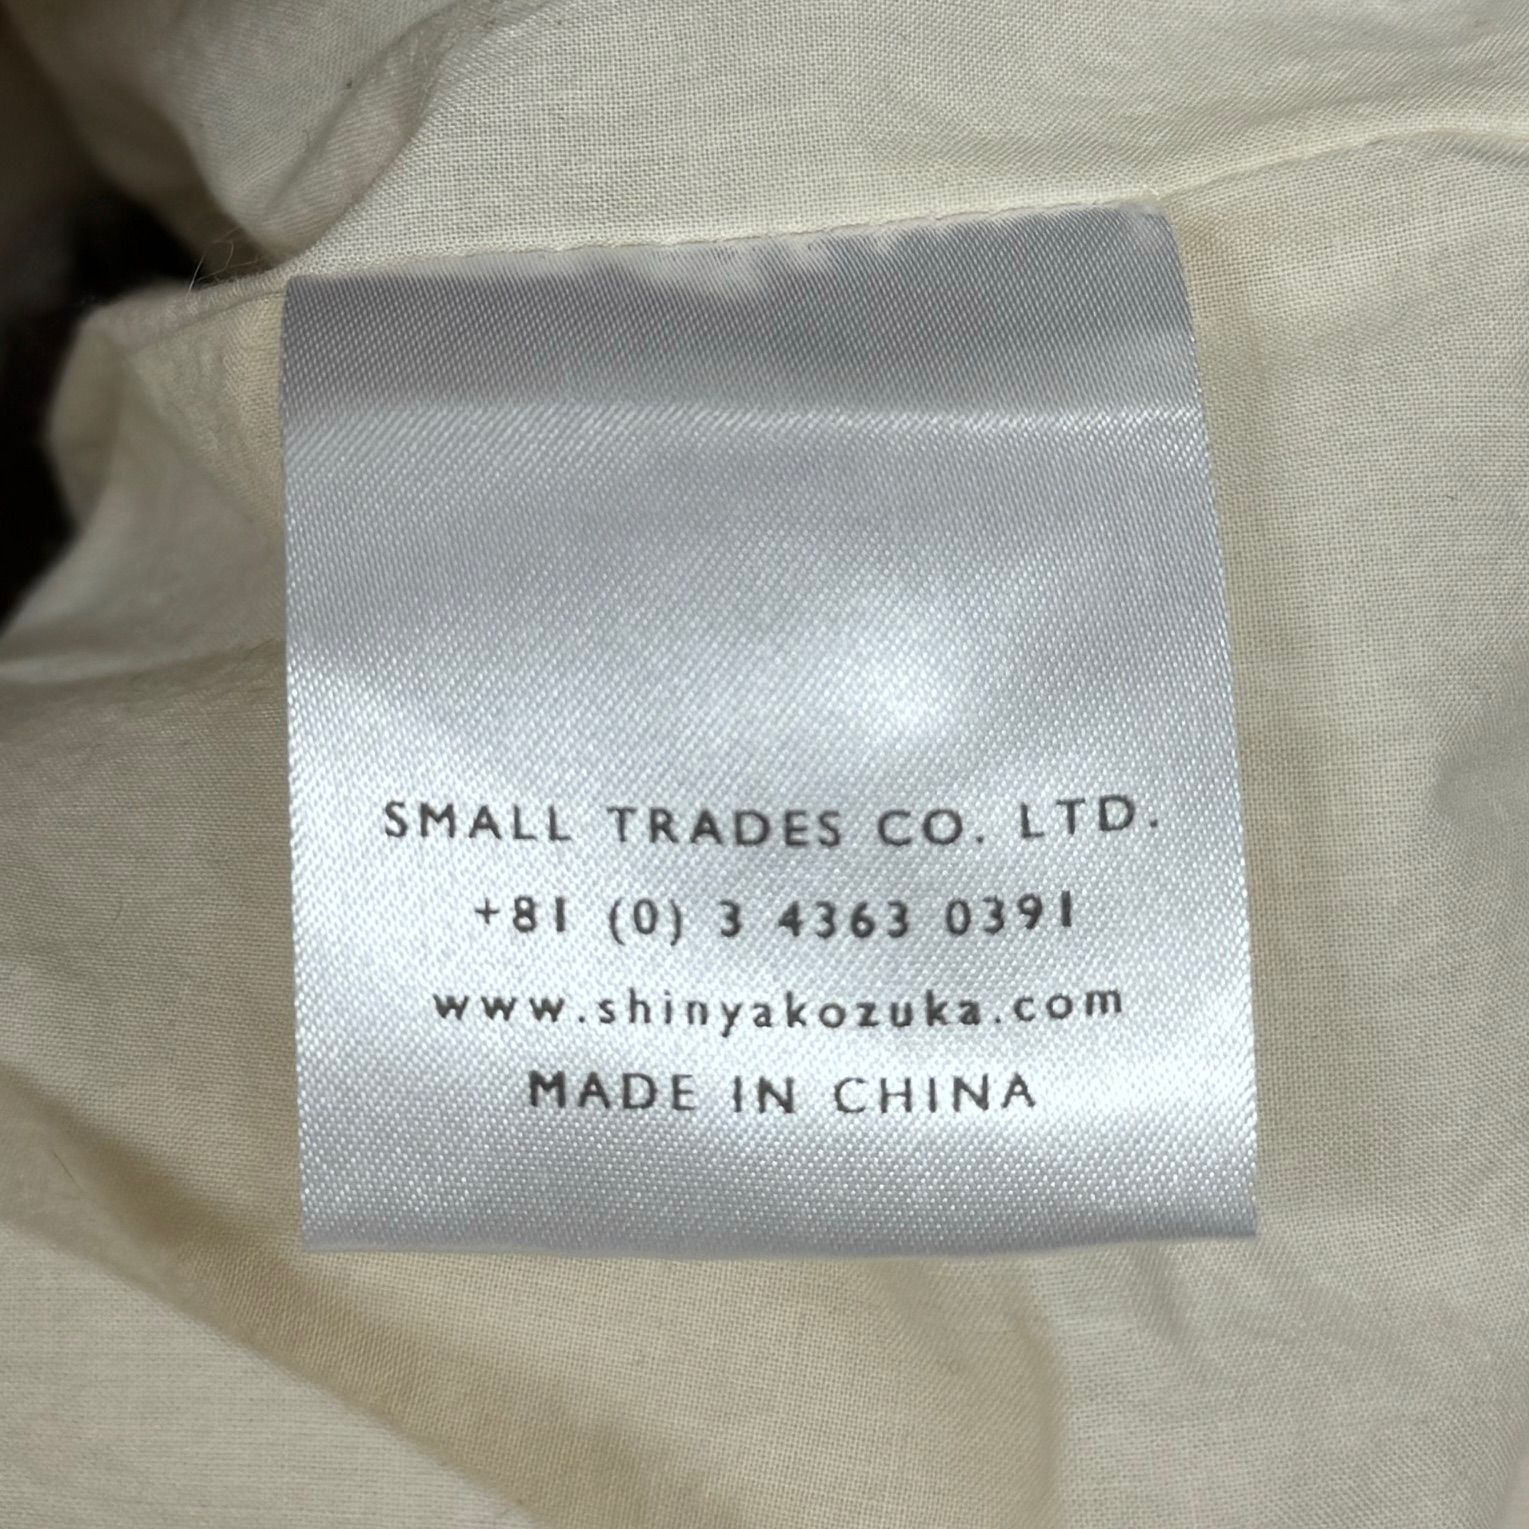 SMALL TRADES CO. LTD.
+81 (0) 3 4363 0391
www.shinyakozuka.com
MADE IN CHINA